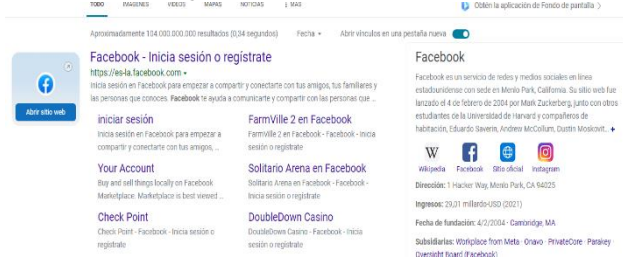 TODO IMÁGENES VIDEOS MAPAS NOTICIAS MÁS
Obtén la aplicación de Fondo de pantalla
Aproximadamente 104.000.000.000 resultados (0,34 segundos) Fecha Abrir vínculos en una pestaña nueva
Abrir sitio web
Facebook - Inicia sesión o regístrate
https://es-la.facebook.com
Inicia sesión en Facebook para empezar a compartir y conectarte con tus amigos, tus familiares y
las personas que conoces. Facebook te ayuda a comunicarte y compartir con las personas que ...
iniciar sesión
Inicia sesión en Facebook para empezar a
compartir y conectarte con tus amigos, ...
FarmVille 2 en Facebook
FarmVille 2 en Facebook - Facebook - Inicia
sesión o regístrate
Your Account
Buy and sell things locally on Facebook
Marketplace. Marketplace is best viewed ...
Solitario Arena en Facebook
Solitario Arena en Facebook - Facebook -
Inicia sesión o regístrate
Check Point
Check Point - Facebook - Inicia sesión o
regístrate
DoubleDown Casino
DoubleDown Casino - Facebook - Inicia
sesión o regístrate
Facebook
Facebook es un servicio de redes y medios sociales en línea
estadounidense con sede en Menlo Park, California. Su sitio web fue
lanzado el 4 de febrero de 2004 por Mark Zuckerberg, junto con otros
estudiantes de la Universidad de Harvard y compañeros de
habitación, Eduardo Saverin, Andrew McCollum, Dustin Moskovit... +
Wikipedia Facebook Sitio oficial Instagram
Dirección: 1 Hacker Way, Menlo Park, CA 94025
Ingresos: 29,01 millardo USD (2021)
Fecha de fundación: 4/2/2004 · Cambridge, MA
Subsidiarias: Workplace from Meta · Onavo · PrivateCore · Parakey
Oversight Board (Facebook)